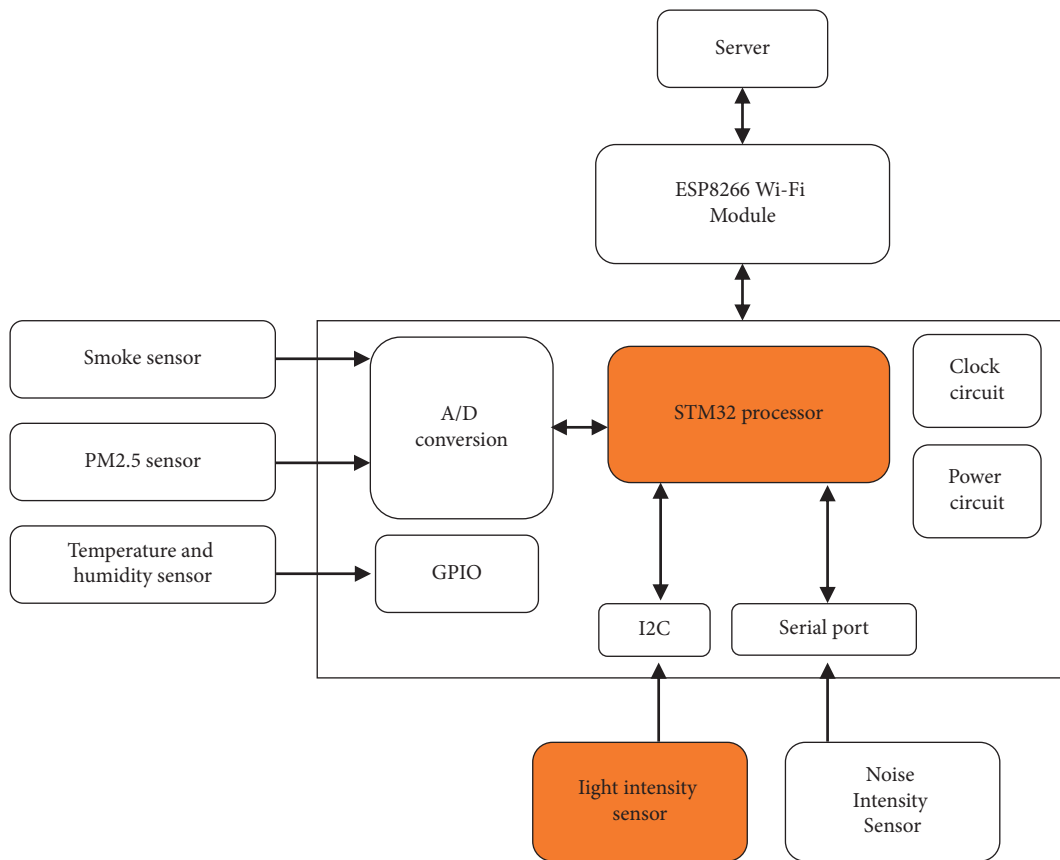 Server
ESP8266 Wi-Fi
Module
Smoke sensor
PM2.5 sensor
Temperature and
humidity sensor
A/D
conversion
GPIO
STM32 processor
Clock
circuit
Power
circuit
I2C
Serial port
Iight intensity
sensor
Noise
Intensity
Sensor